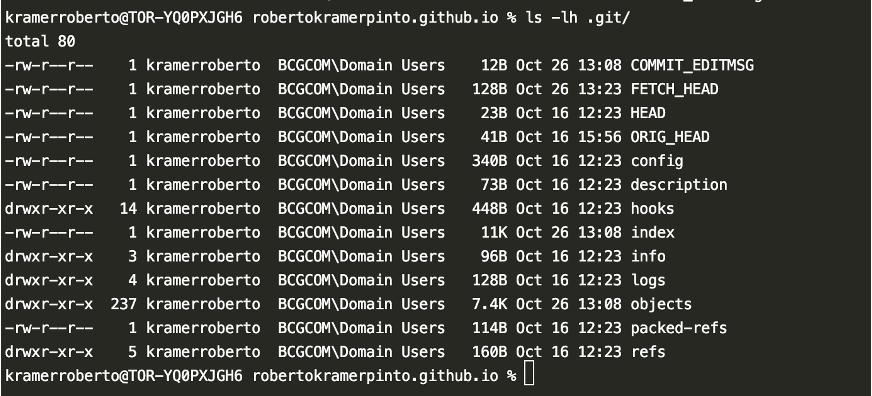 kramerroberto@TOR-YQ0PXJGH6 robertokramerpinto.github.io % ls -lh .git/
total 80
-rw-r--r--    1 kramerroberto  BCGCOM\Domain Users    12B Oct 26 13:08 COMMIT_EDITMSG
-rw-r--r--    1 kramerroberto  BCGCOM\Domain Users   128B Oct 26 13:23 FETCH_HEAD
-rw-r--r--    1 kramerroberto  BCGCOM\Domain Users    23B Oct 16 12:23 HEAD
-rw-r--r--    1 kramerroberto  BCGCOM\Domain Users    41B Oct 16 15:56 ORIG_HEAD
-rw-r--r--    1 kramerroberto  BCGCOM\Domain Users   340B Oct 16 12:23 config
-rw-r--r--    1 kramerroberto  BCGCOM\Domain Users    73B Oct 16 12:23 description
drwxr-xr-x   14 kramerroberto  BCGCOM\Domain Users   448B Oct 16 12:23 hooks
-rw-r--r--    1 kramerroberto  BCGCOM\Domain Users    11K Oct 26 13:08 index
drwxr-xr-x    3 kramerroberto  BCGCOM\Domain Users    96B Oct 16 12:23 info
drwxr-xr-x    4 kramerroberto  BCGCOM\Domain Users   128B Oct 16 12:23 logs
drwxr-xr-x  237 kramerroberto  BCGCOM\Domain Users   7.4K Oct 26 13:08 objects
-rw-r--r--    1 kramerroberto  BCGCOM\Domain Users   114B Oct 16 12:23 packed-refs
drwxr-xr-x    5 kramerroberto  BCGCOM\Domain Users   160B Oct 16 12:23 refs
kramerroberto@TOR-YQ0PXJGH6 robertokramerpinto.github.io %